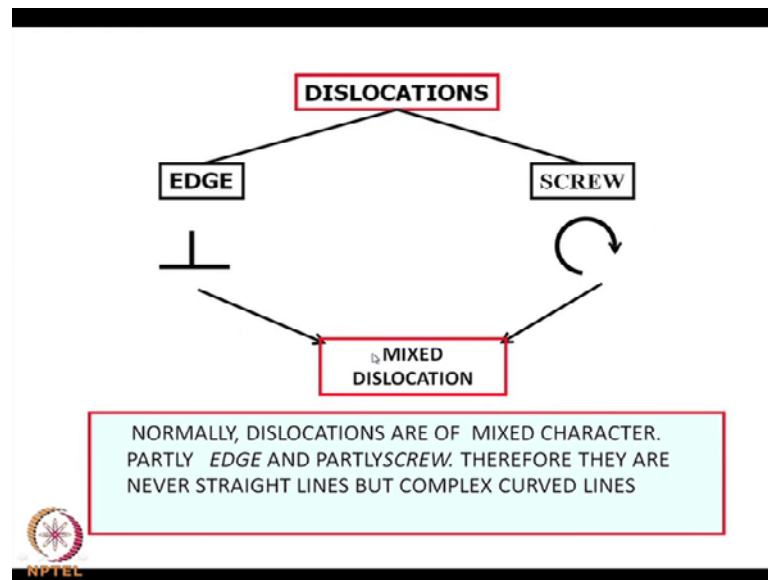 DISLOCATIONS
EDGE
SCREW
MIXED
DISLOCATION
NORMALLY, DISLOCATIONS ARE OF MIXED CHARACTER.
PARTLY EDGE AND PARTLYSCREW. THEREFORE THEY ARE
NEVER STRAIGHT LINES BUT COMPLEX CURVED LINES
NPTEL